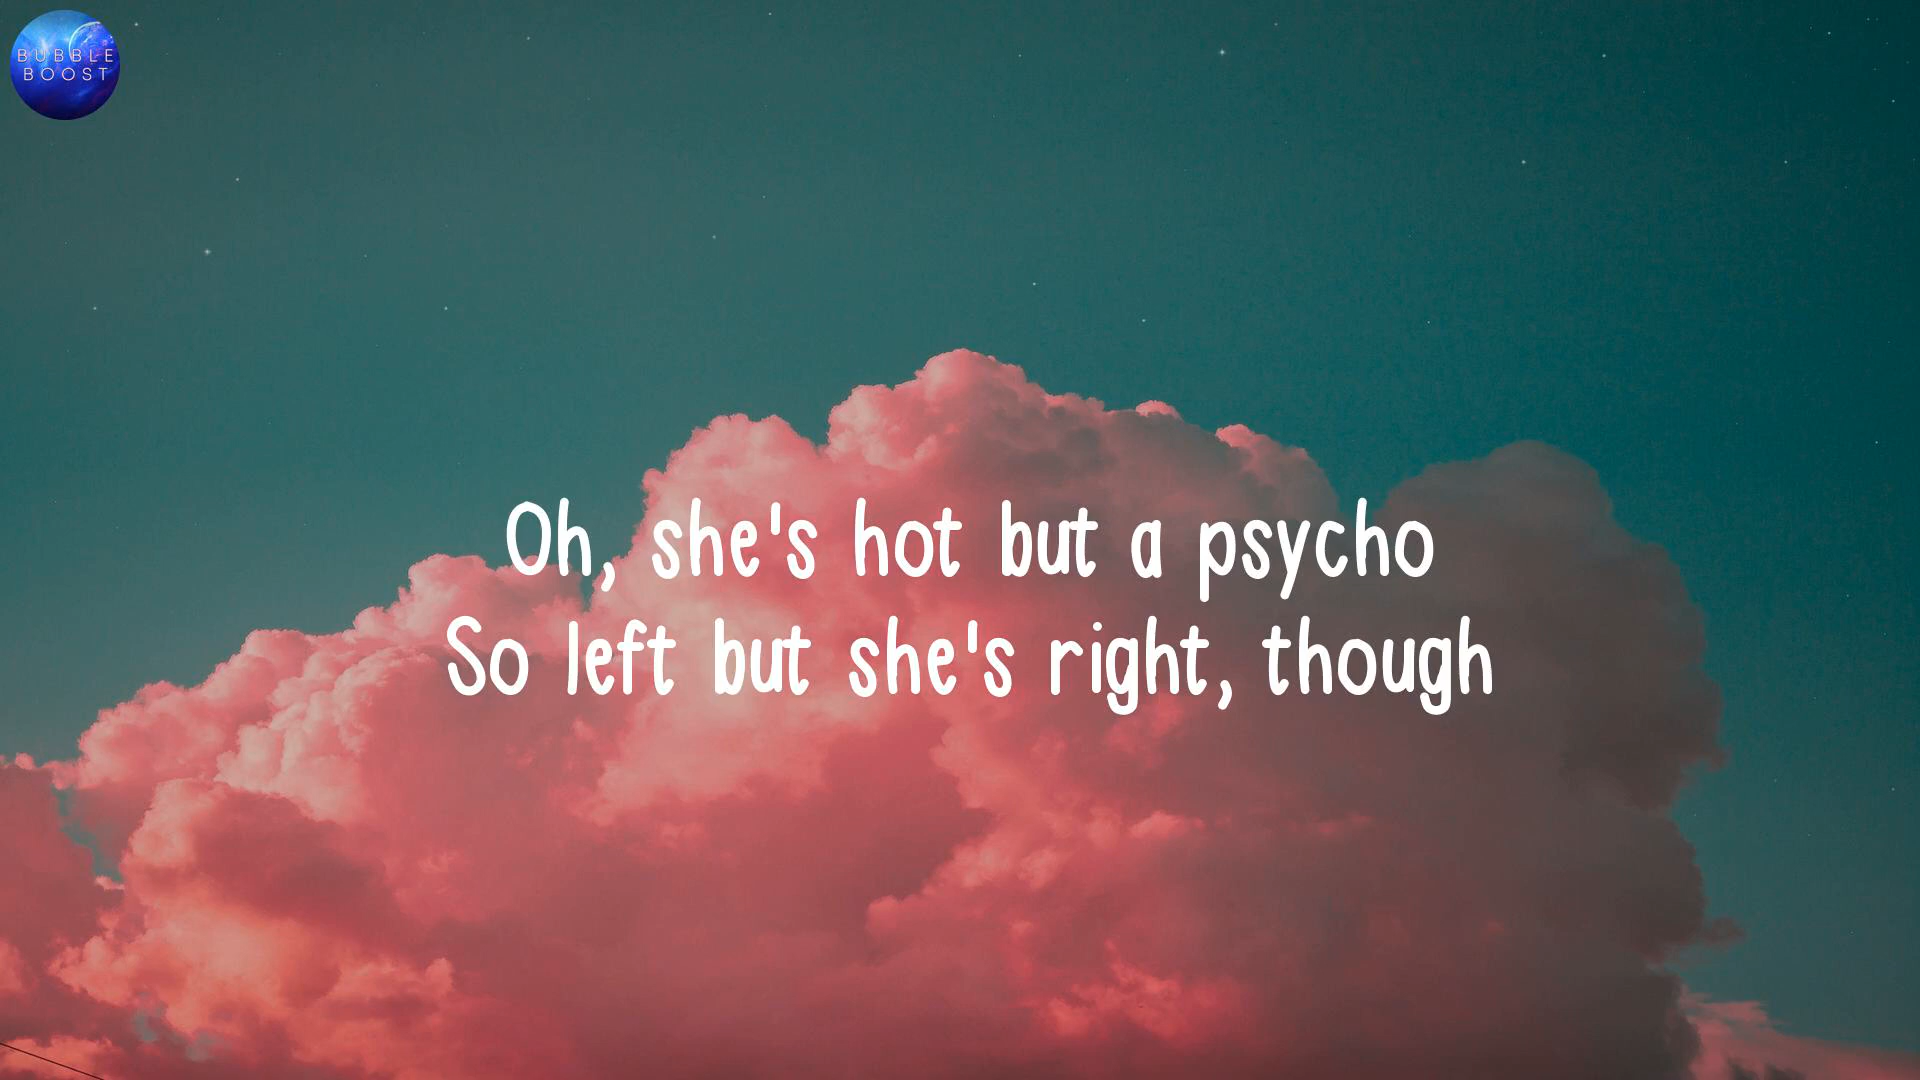 BUBBLE
BOOST
Oh, she's hot but a psycho
So left but she's right, though